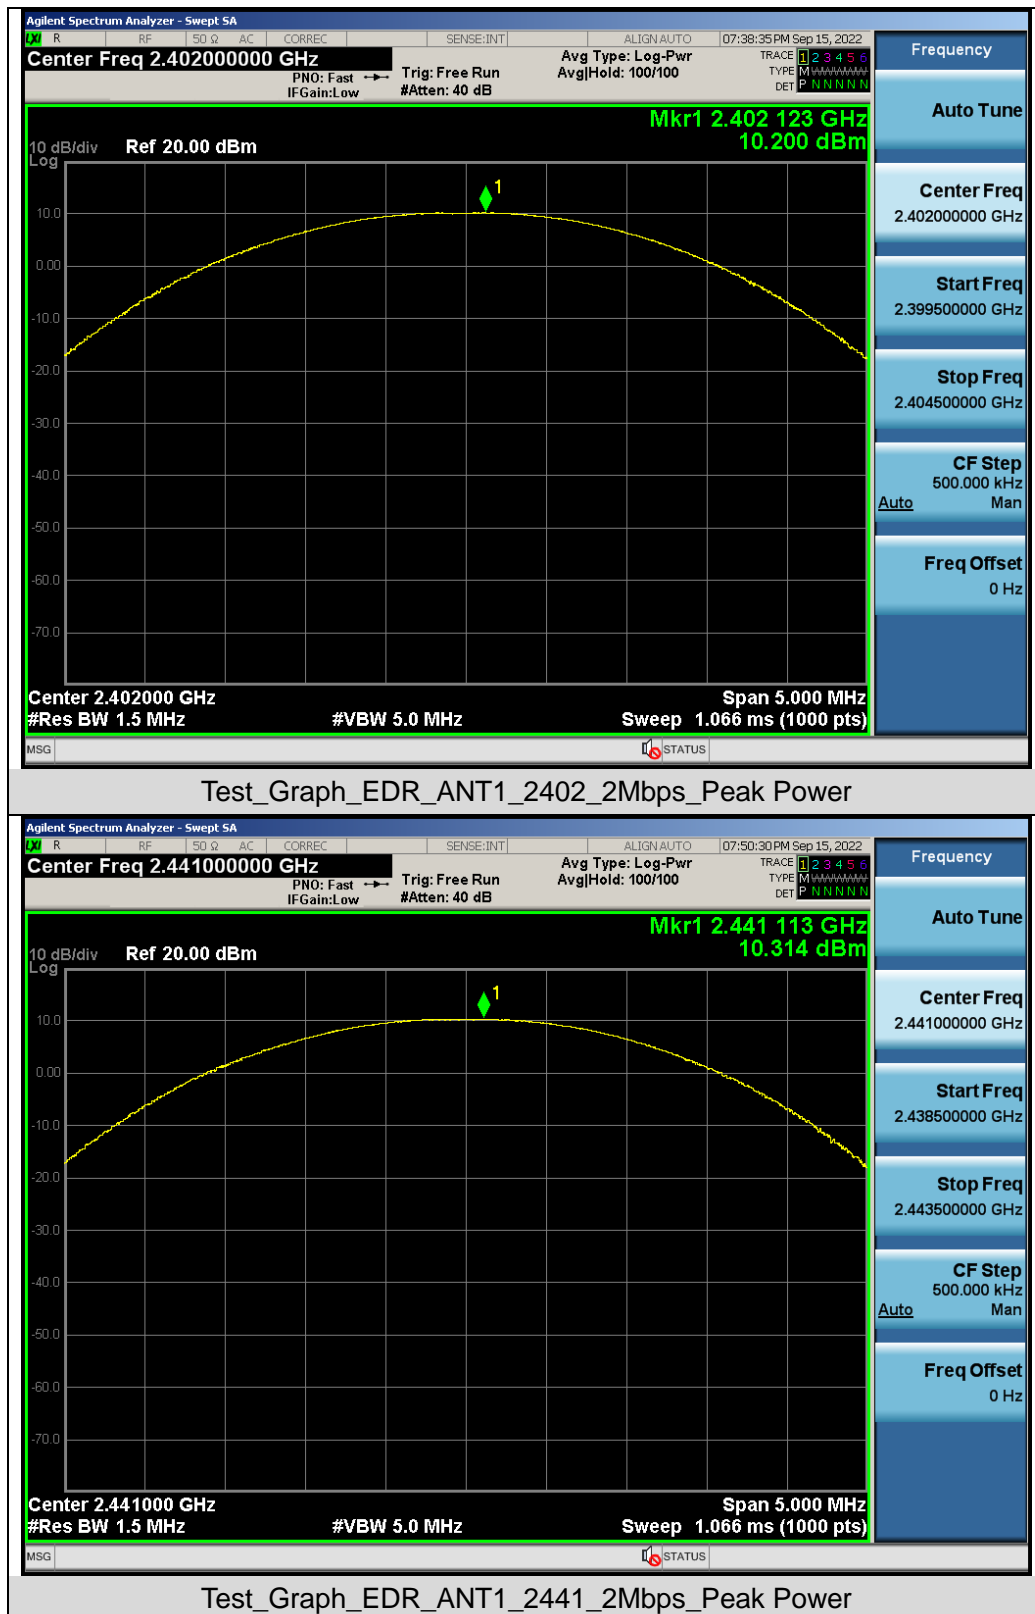 Agilent Spectrum Analyzer - Swept SA
LXI R RF 50 Ω AC CORREC SENSE:INT ALIGN AUTO 07:38:35 PM Sep 15, 2022
Center Freq 2.402000000 GHz
PNO: Fast
IFGain:Low
Trig: Free Run
#Atten: 40 dB
Avg Type: Log-Pwr
Avg|Hold: 100/100
TRACE 1 2 3 4 5 6
TYPE M
DET P N N N N N
Frequency
Mkr1 2.402 123 GHz
10.200 dBm
10 dB/div Ref 20.00 dBm
Log
1
10.0
0.00
-10.0
-20.0
-30.0
-40.0
-50.0
-60.0
-70.0
Center 2.402000 GHz Span 5.000 MHz
#Res BW 1.5 MHz #VBW 5.0 MHz Sweep 1.066 ms (1000 pts)
MSG STATUS
Auto Tune
Center Freq
2.402000000 GHz
Start Freq
2.399500000 GHz
Stop Freq
2.404500000 GHz
CF Step
500.000 kHz
Auto Man
Freq Offset
0 Hz
Test_Graph_EDR_ANT1_2402_2Mbps_Peak Power
Agilent Spectrum Analyzer - Swept SA
LXI R RF 50 Ω AC CORREC SENSE:INT ALIGN AUTO 07:50:30 PM Sep 15, 2022
Center Freq 2.441000000 GHz
PNO: Fast
IFGain:Low
Trig: Free Run
#Atten: 40 dB
Avg Type: Log-Pwr
Avg|Hold: 100/100
TRACE 1 2 3 4 5 6
TYPE M
DET P N N N N N
Frequency
Mkr1 2.441 113 GHz
10.314 dBm
10 dB/div Ref 20.00 dBm
Log
1
10.0
0.00
-10.0
-20.0
-30.0
-40.0
-50.0
-60.0
-70.0
Center 2.441000 GHz Span 5.000 MHz
#Res BW 1.5 MHz #VBW 5.0 MHz Sweep 1.066 ms (1000 pts)
MSG STATUS
Auto Tune
Center Freq
2.441000000 GHz
Start Freq
2.438500000 GHz
Stop Freq
2.443500000 GHz
CF Step
500.000 kHz
Auto Man
Freq Offset
0 Hz
Test_Graph_EDR_ANT1_2441_2Mbps_Peak Power